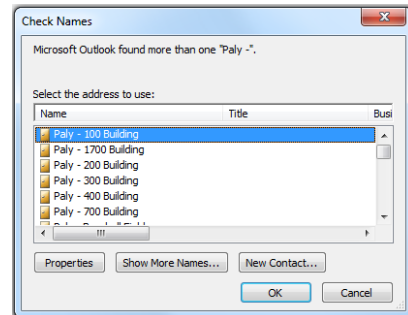 Check Names
Microsoft Outlook found more than one "Paly -".
Select the address to use:
Name Title Busi
Paly - 100 Building
Paly - 1700 Building
Paly - 200 Building
Paly - 300 Building
Paly - 400 Building
Paly - 700 Building
Properties Show More Names... New Contact...
OK Cancel